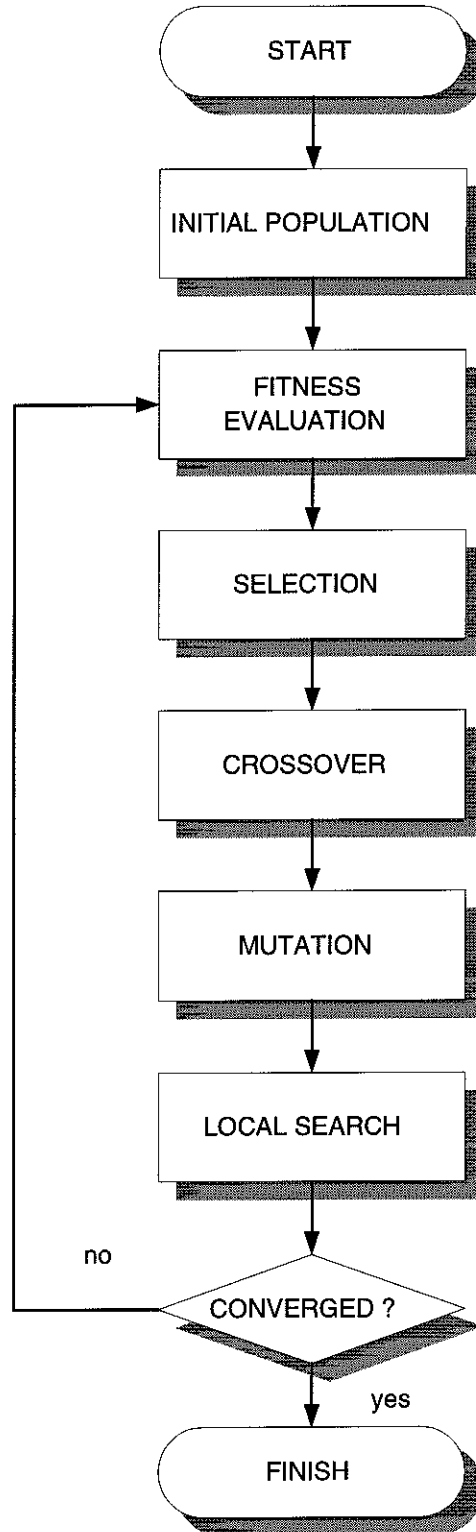 START
INITIAL POPULATION
FITNESS
EVALUATION
SELECTION
CROSSOVER
MUTATION
LOCAL SEARCH
no
CONVERGED ?
yes
FINISH